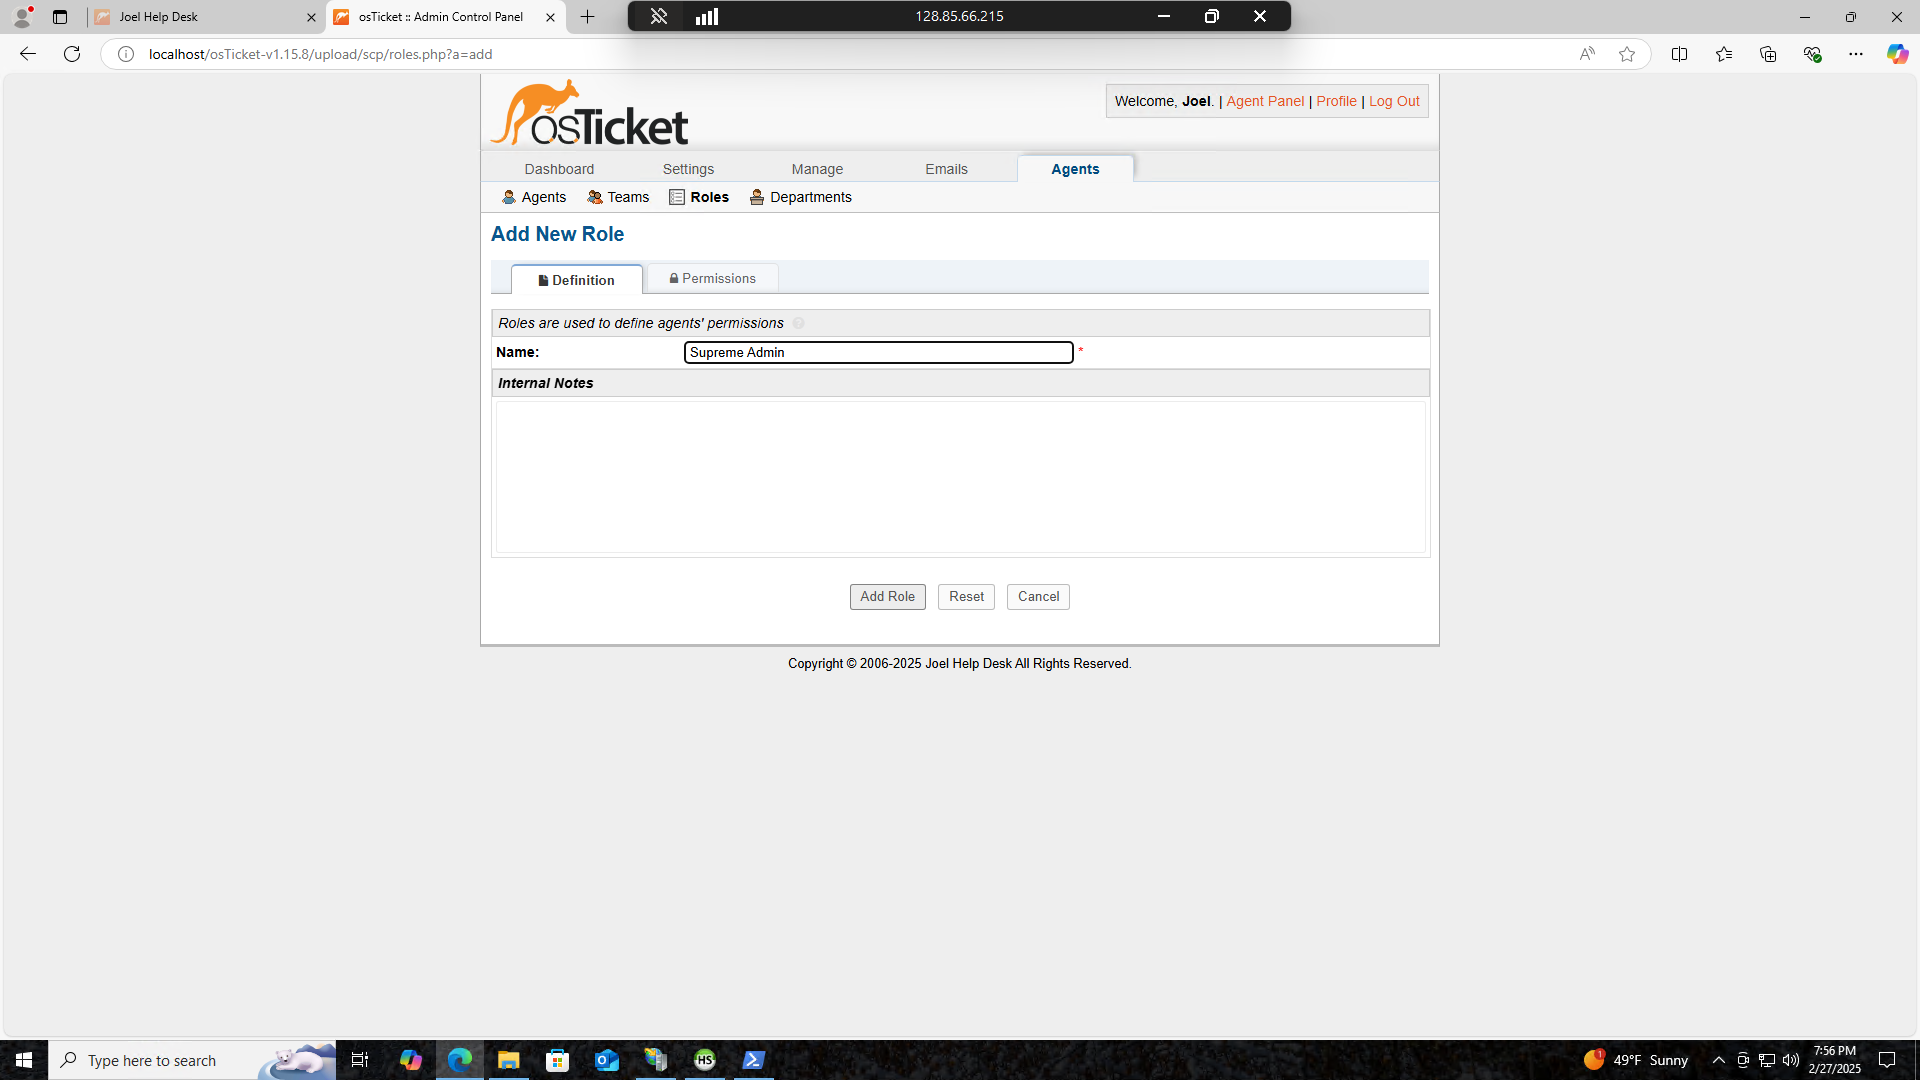 Joel Help Desk
osTicket :: Admin Control Panel
128.85.66.215
localhost/osTicket-v1.15.8/upload/scp/roles.php?a=add
osTicket
Welcome, Joel. | Agent Panel | Profile | Log Out
Dashboard Settings Manage Emails Agents
Agents Teams Roles Departments
Add New Role
Definition Permissions
Roles are used to define agents' permissions
Name: Supreme Admin *
Internal Notes
Add Role Reset Cancel
Copyright © 2006-2025 Joel Help Desk All Rights Reserved.
Type here to search
HS
1
49°F Sunny
7:56 PM
2/27/2025